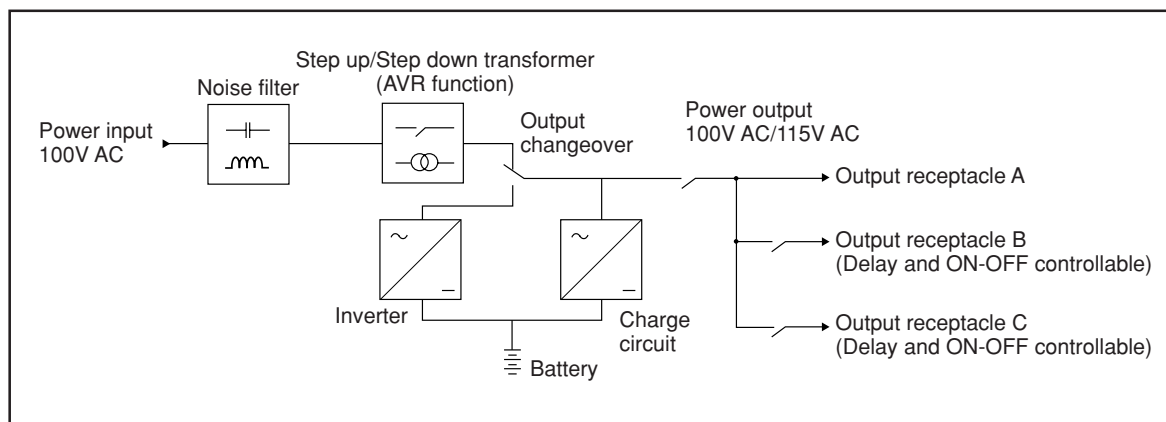 Step up/Step down transformer
(AVR function)
Noise filter
Power input
100V AC
Output
changeover
Power output
100V AC/115V AC
Output receptacle A
Output receptacle B
(Delay and ON-OFF controllable)
Inverter
Charge
circuit
Output receptacle C
(Delay and ON-OFF controllable)
Battery